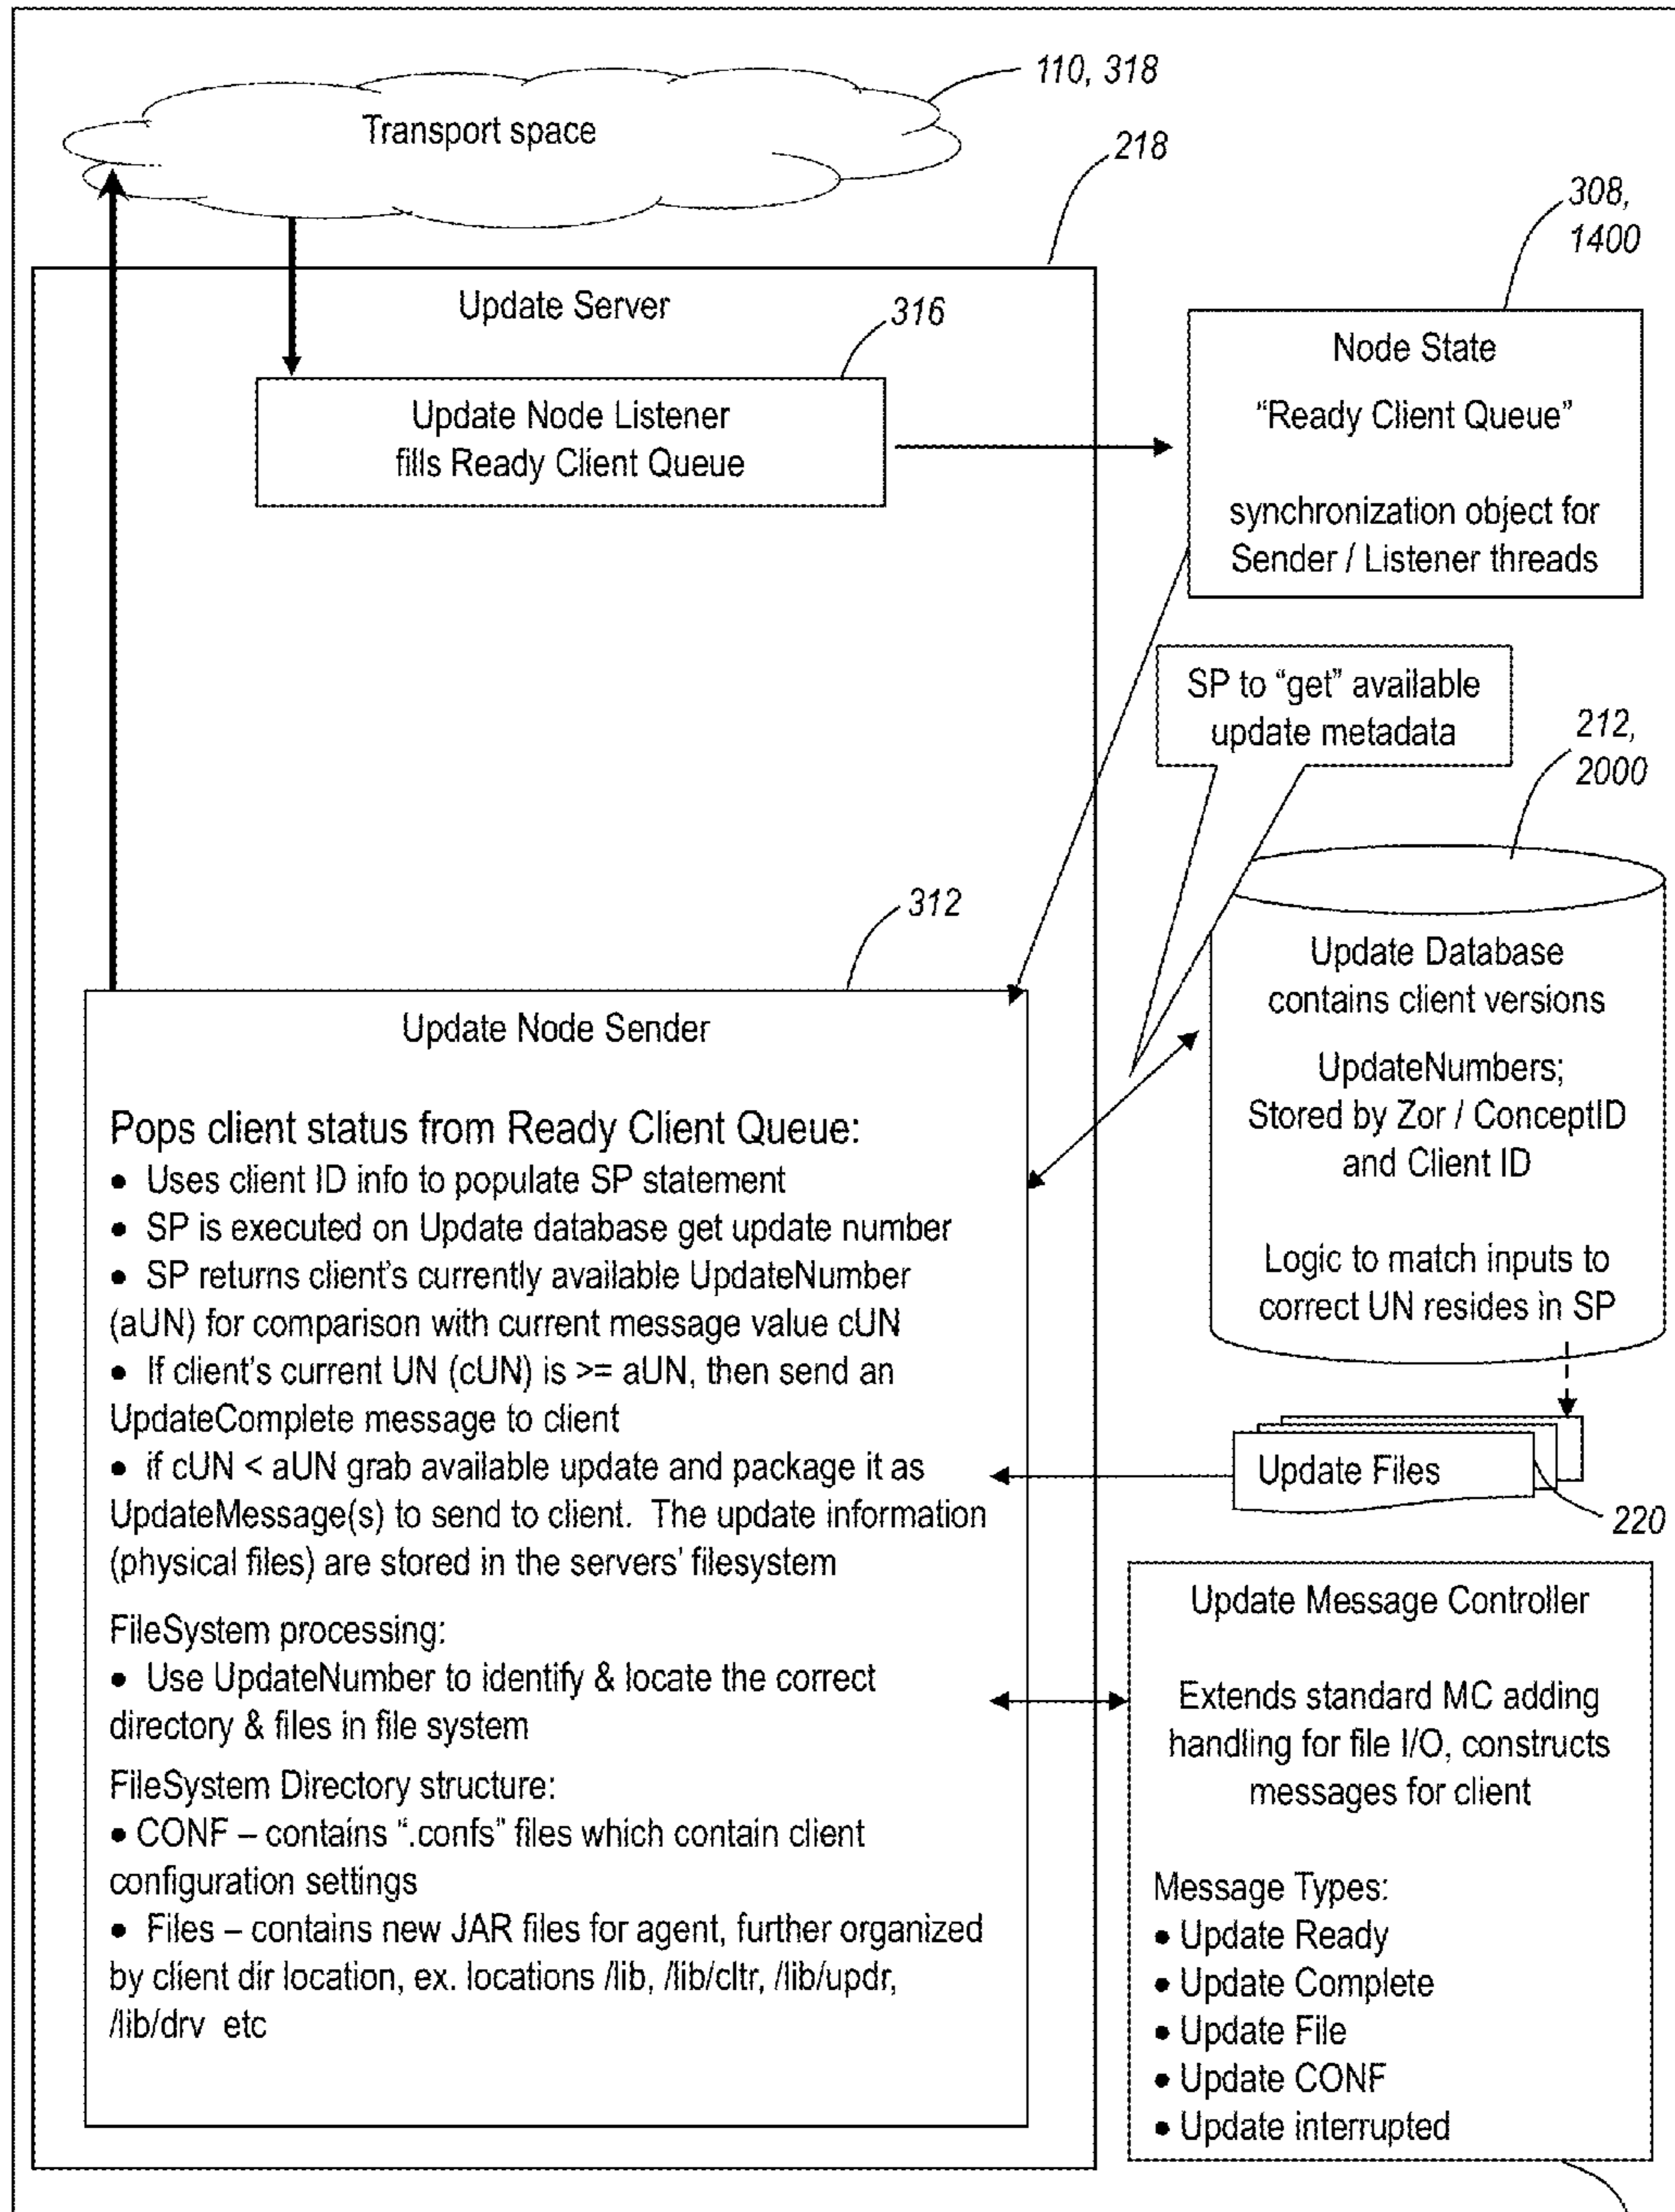 110, 318
Transport space
218
308,
1400
Update Server
316
Update Node Listener
fills Ready Client Queue
Node State
“Ready Client Queue”
synchronization object for
Sender / Listener threads
SP to “get” available
update metadata
212,
2000
312
Update Database
contains client versions
UpdateNumbers;
Stored by Zor / ConceptID
and Client ID
Logic to match inputs to
correct UN resides in SP
Update Node Sender
Pops client status from Ready Client Queue:
• Uses client ID info to populate SP statement
• SP is executed on Update database get update number
• SP returns client's currently available UpdateNumber
(aUN) for comparison with current message value cUN
• If client's current UN (cUN) is >= aUN, then send an
UpdateComplete message to client
• if cUN < aUN grab available update and package it as
UpdateMessage(s) to send to client. The update information
(physical files) are stored in the servers' filesystem
FileSystem processing:
• Use UpdateNumber to identify & locate the correct
directory & files in file system
FileSystem Directory structure:
• CONF – contains “.confs” files which contain client
configuration settings
• Files – contains new JAR files for agent, further organized
by client dir location, ex. locations /lib, /lib/cltr, /lib/updr,
/lib/drv etc
Update Files
220
Update Message Controller
Extends standard MC adding
handling for file I/O, constructs
messages for client
Message Types:
• Update Ready
• Update Complete
• Update File
• Update CONF
• Update interrupted